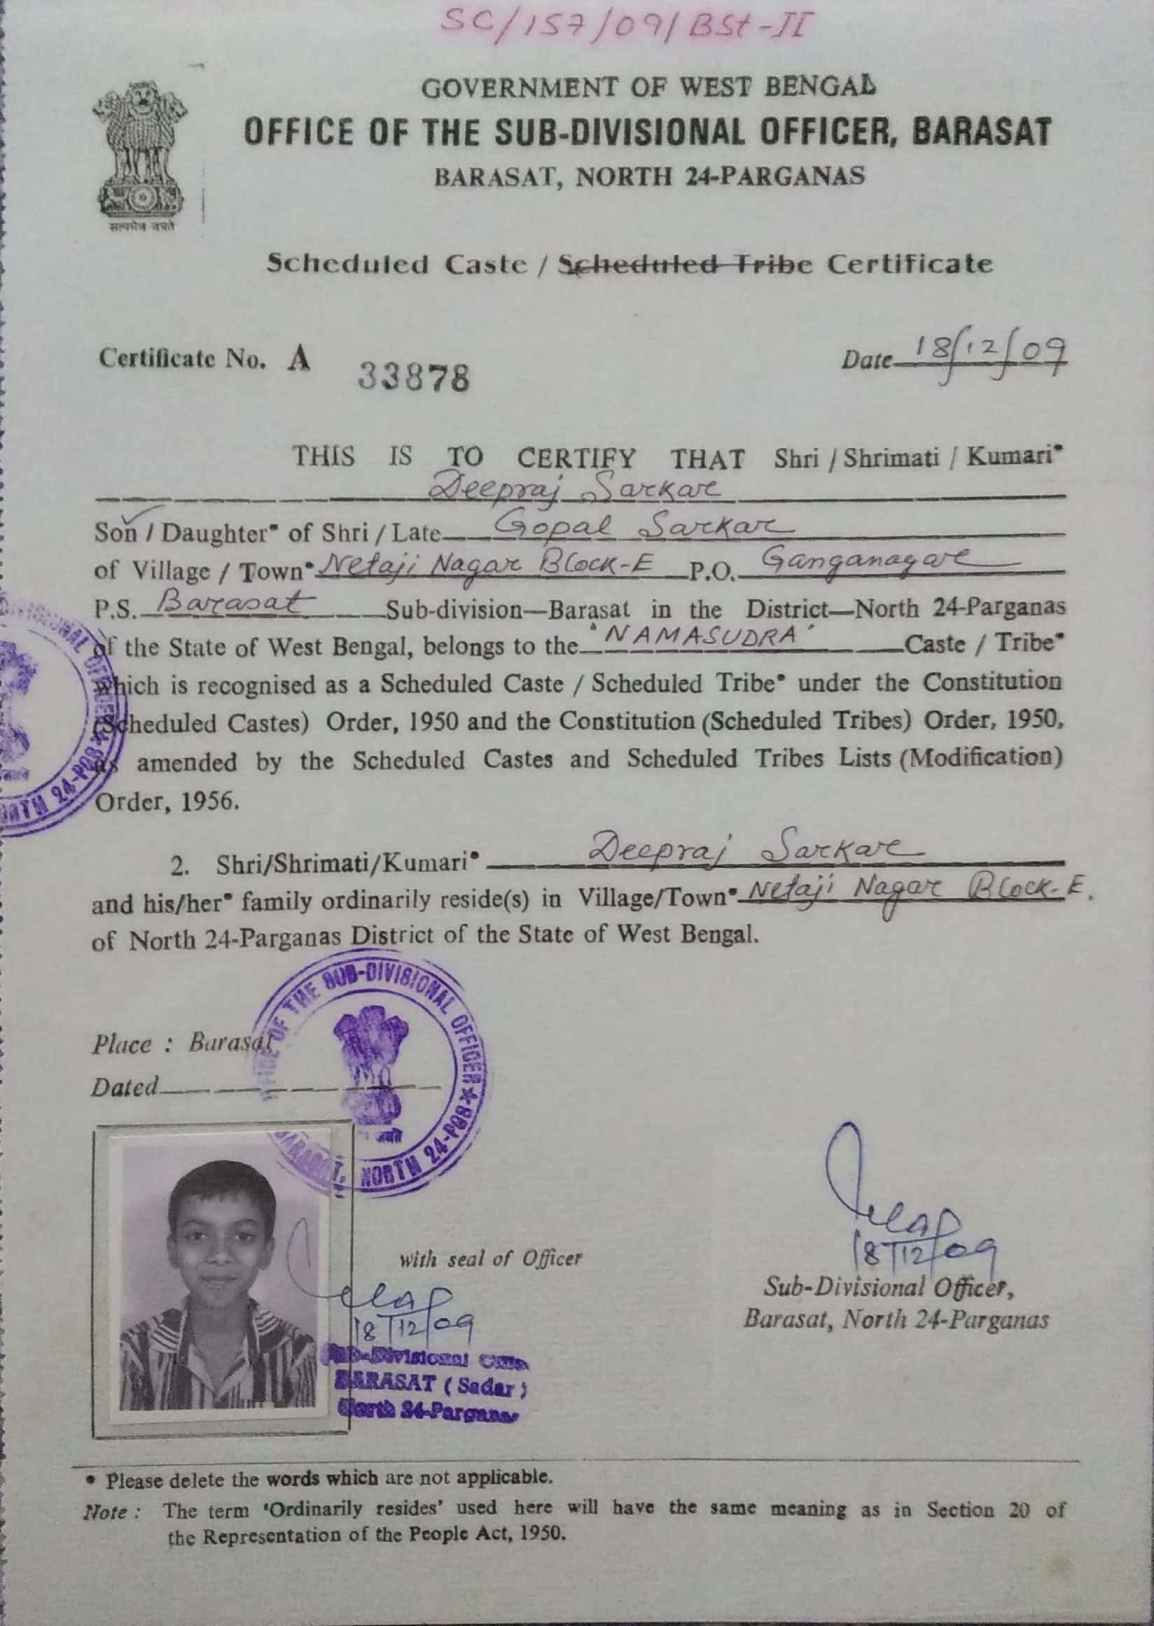 SC/157/09/BSt-II
GOVERNMENT OF WEST BENGAL
OFFICE OF THE SUB-DIVISIONAL OFFICER, BARASAT
BARASAT, NORTH 24-PARGANAS
सत्यमेव जयते
Scheduled Caste / Scheduled Tribe Certificate
Certificate No. A 33878
Date 18/12/09
THIS IS TO CERTIFY THAT Shri / Shrimati / Kumari*
Deepraj Sarkar
Son / Daughter* of Shri / Late Gopal Sarkar
of Village / Town* Netaji Nagar Block-E P.O. Ganganagar
P.S. Barasat Sub-division—Barasat in the District—North 24-Parganas
of the State of West Bengal, belongs to the 'NAMASUDRA' Caste / Tribe*
which is recognised as a Scheduled Caste / Scheduled Tribe* under the Constitution
(Scheduled Castes) Order, 1950 and the Constitution (Scheduled Tribes) Order, 1950,
as amended by the Scheduled Castes and Scheduled Tribes Lists (Modification)
Order, 1956.
2. Shri/Shrimati/Kumari* Deepraj Sarkar
and his/her* family ordinarily reside(s) in Village/Town* Netaji Nagar Block-E.
of North 24-Parganas District of the State of West Bengal.
OFFICE OF THE SUB-DIVISIONAL OFFICER ★ BARASAT, NORTH 24-PGS
Place : Barasat
Dated
with seal of Officer
18/12/09
Sub-Divisional Officer
BARASAT (Sadar)
North 24-Parganas
18/12/09
Sub-Divisional Officer,
Barasat, North 24-Parganas
* Please delete the words which are not applicable.
Note : The term 'Ordinarily resides' used here will have the same meaning as in Section 20 of
the Representation of the People Act, 1950.